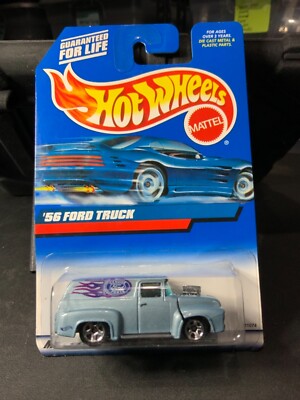 GUARANTEED
FOR LIFE
FOR AGES
OVER 3 YEARS.
DIE CAST METAL &
PLASTIC PARTS.
HOT WHEELS
MATTEL
®
'56 FORD TRUCK